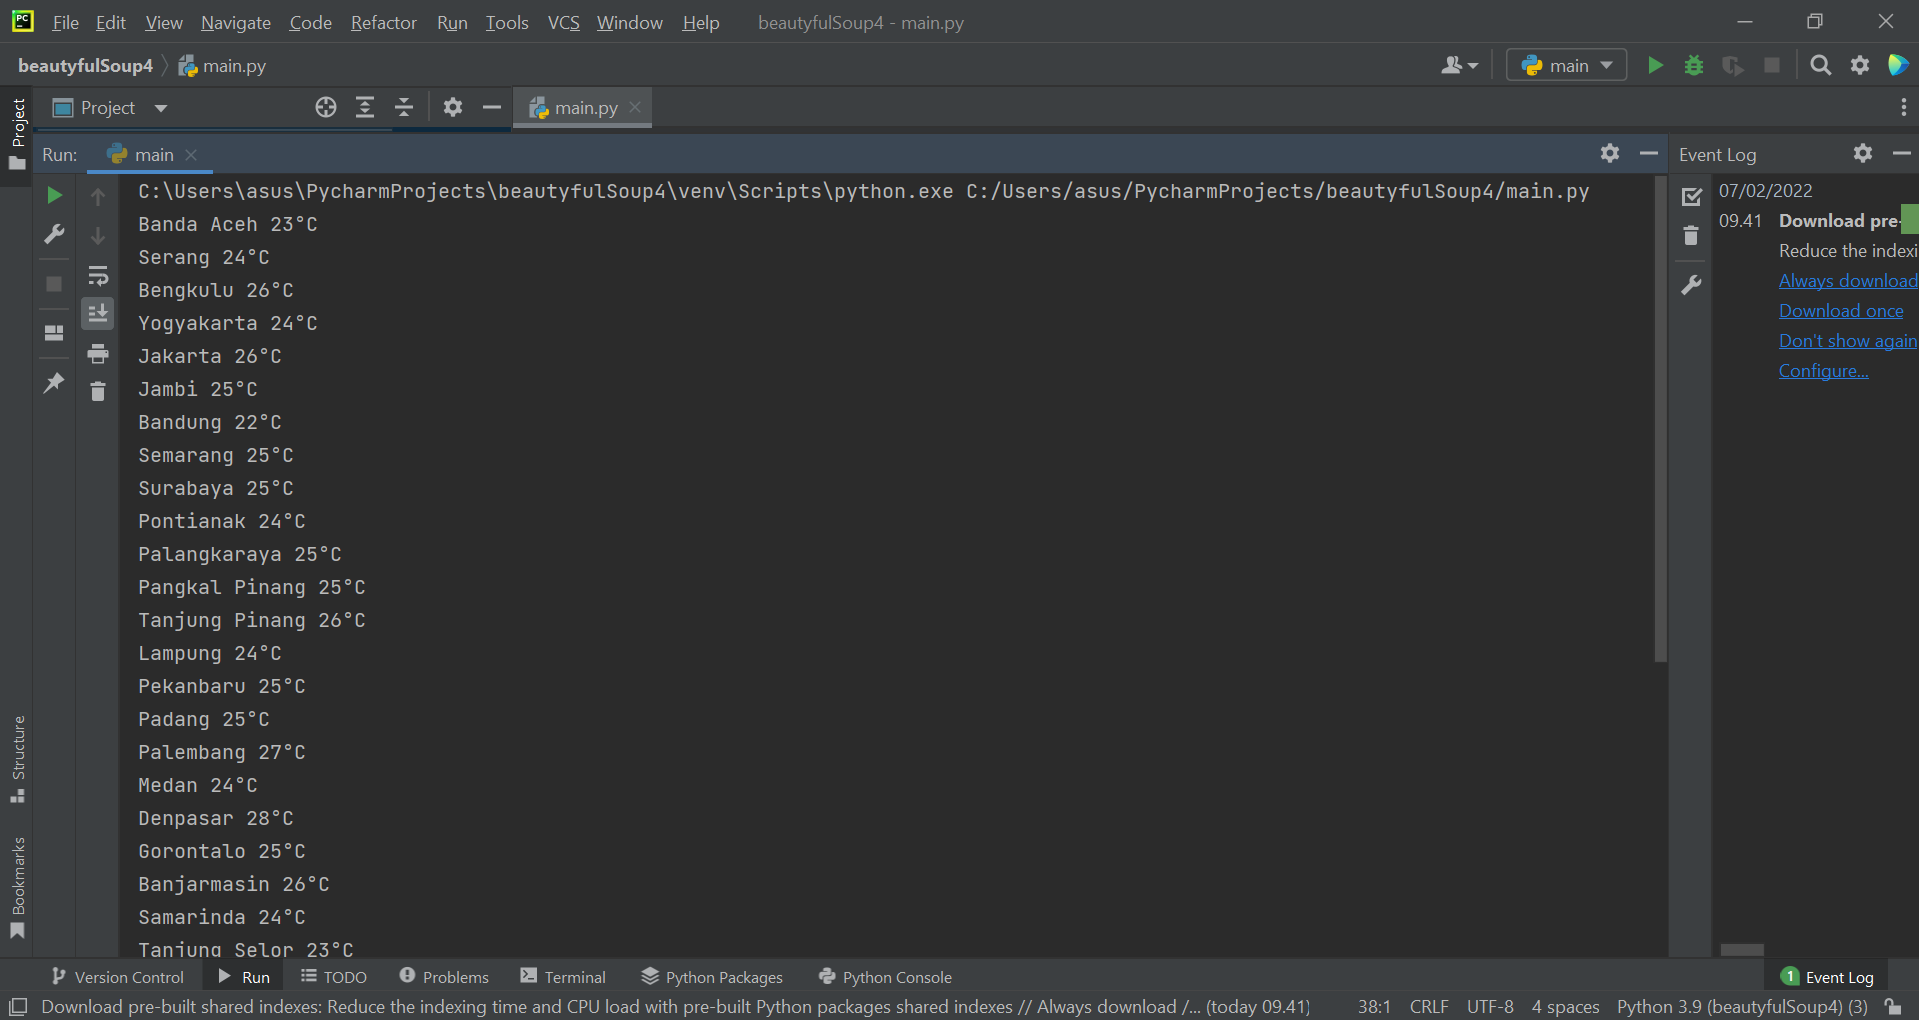 PC File Edit View Navigate Code Refactor Run Tools VCS Window Help beautyfulSoup4 - main.py
beautyfulSoup4 main.py main
Project Project main.py
Run: main Event Log
C:\Users\asus\PycharmProjects\beautyfulSoup4\venv\Scripts\python.exe C:/Users/asus/PycharmProjects/beautyfulSoup4/main.py
Banda Aceh 23°C
Serang 24°C
Bengkulu 26°C
Yogyakarta 24°C
Jakarta 26°C
Jambi 25°C
Bandung 22°C
Semarang 25°C
Surabaya 25°C
Pontianak 24°C
Palangkaraya 25°C
Pangkal Pinang 25°C
Tanjung Pinang 26°C
Lampung 24°C
Pekanbaru 25°C
Padang 25°C
Palembang 27°C
Medan 24°C
Denpasar 28°C
Gorontalo 25°C
Banjarmasin 26°C
Samarinda 24°C
Tanjung Selor 23°C
07/02/2022
09.41 Download pre-
Reduce the indexi
Always download
Download once
Don't show again
Configure...
Structure
Bookmarks
Version Control Run TODO Problems Terminal Python Packages Python Console 1 Event Log
Download pre-built shared indexes: Reduce the indexing time and CPU load with pre-built Python packages shared indexes // Always download /... (today 09.41) 38:1 CRLF UTF-8 4 spaces Python 3.9 (beautyfulSoup4) (3)